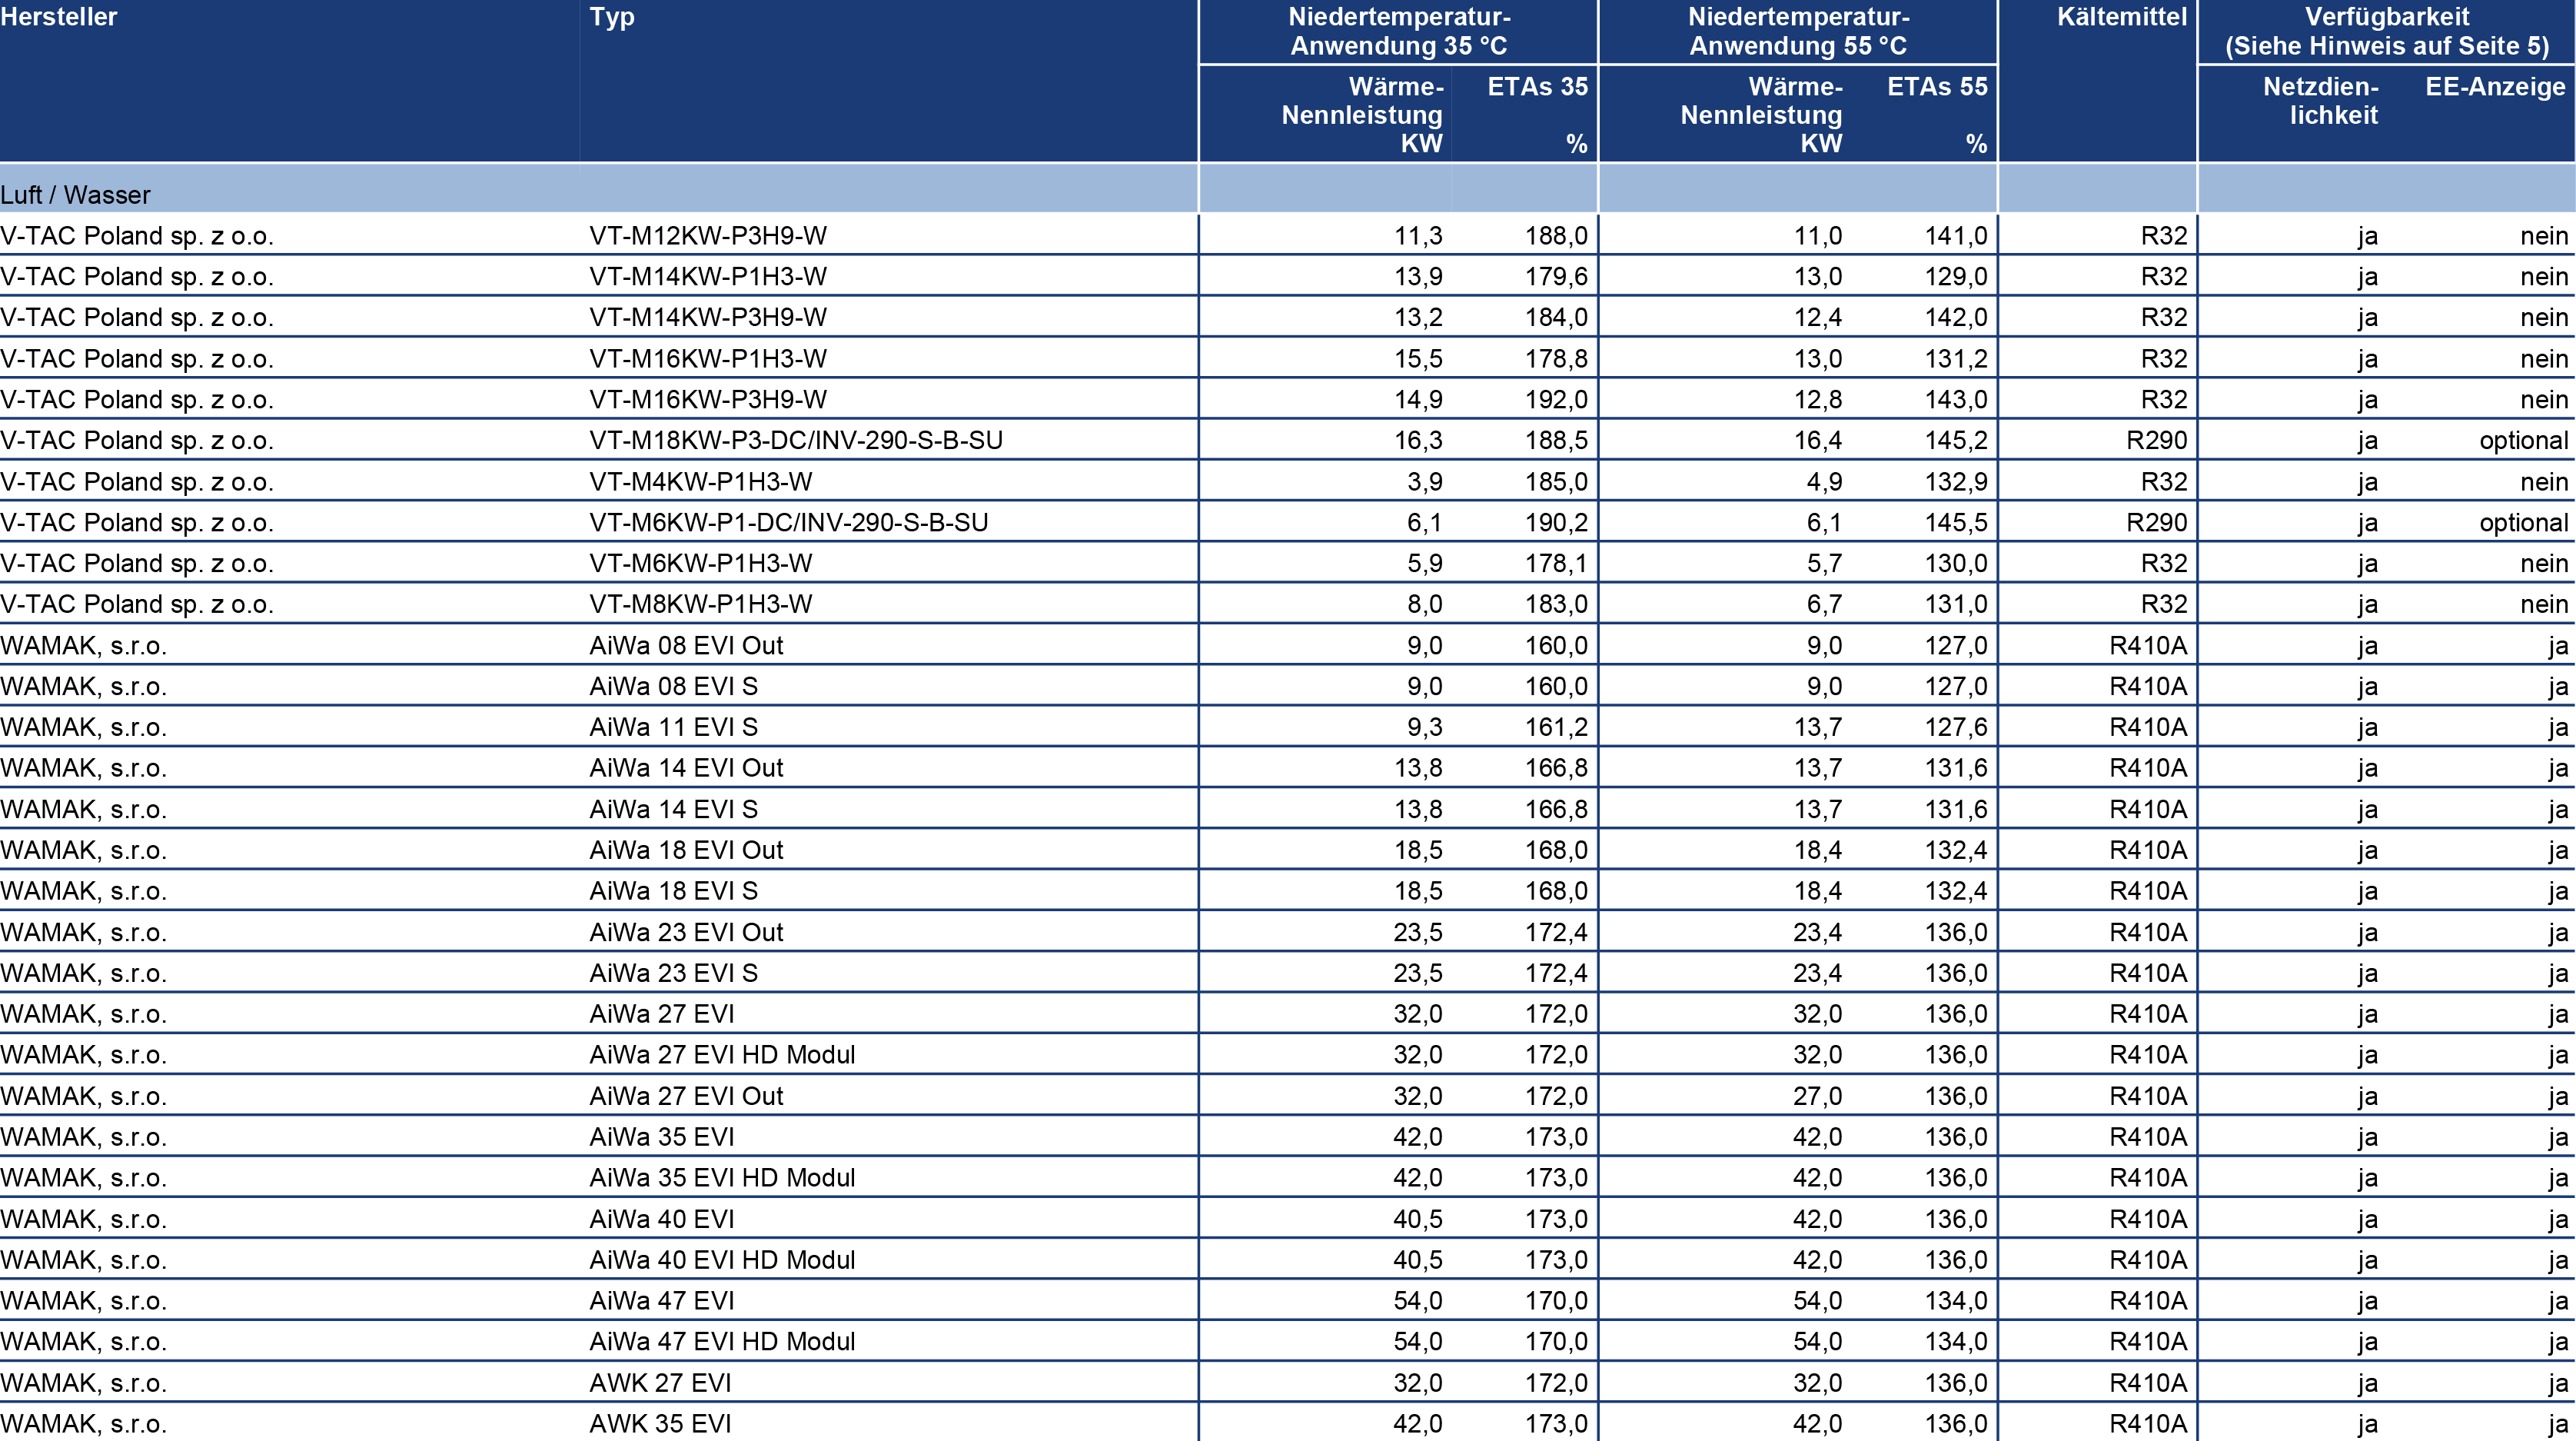 Hersteller Typ Niedertemperatur- Niedertemperatur- Kältemittel Verfügbarkeit
Anwendung 35 °C Anwendung 55 °C (Siehe Hinweis auf Seite 5)
Wärme- ETAs 35 Wärme- ETAs 55 Netzdien- EE-Anzeige
Nennleistung Nennleistung lichkeit
KW % KW %
Luft / Wasser
V-TAC Poland sp. z o.o. VT-M12KW-P3H9-W 11,3 188,0 11,0 141,0 R32 ja nein
V-TAC Poland sp. z o.o. VT-M14KW-P1H3-W 13,9 179,6 13,0 129,0 R32 ja nein
V-TAC Poland sp. z o.o. VT-M14KW-P3H9-W 13,2 184,0 12,4 142,0 R32 ja nein
V-TAC Poland sp. z o.o. VT-M16KW-P1H3-W 15,5 178,8 13,0 131,2 R32 ja nein
V-TAC Poland sp. z o.o. VT-M16KW-P3H9-W 14,9 192,0 12,8 143,0 R32 ja nein
V-TAC Poland sp. z o.o. VT-M18KW-P3-DC/INV-290-S-B-SU 16,3 188,5 16,4 145,2 R290 ja optional
V-TAC Poland sp. z o.o. VT-M4KW-P1H3-W 3,9 185,0 4,9 132,9 R32 ja nein
V-TAC Poland sp. z o.o. VT-M6KW-P1-DC/INV-290-S-B-SU 6,1 190,2 6,1 145,5 R290 ja optional
V-TAC Poland sp. z o.o. VT-M6KW-P1H3-W 5,9 178,1 5,7 130,0 R32 ja nein
V-TAC Poland sp. z o.o. VT-M8KW-P1H3-W 8,0 183,0 6,7 131,0 R32 ja nein
WAMAK, s.r.o. AiWa 08 EVI Out 9,0 160,0 9,0 127,0 R410A ja ja
WAMAK, s.r.o. AiWa 08 EVI S 9,0 160,0 9,0 127,0 R410A ja ja
WAMAK, s.r.o. AiWa 11 EVI S 9,3 161,2 13,7 127,6 R410A ja ja
WAMAK, s.r.o. AiWa 14 EVI Out 13,8 166,8 13,7 131,6 R410A ja ja
WAMAK, s.r.o. AiWa 14 EVI S 13,8 166,8 13,7 131,6 R410A ja ja
WAMAK, s.r.o. AiWa 18 EVI Out 18,5 168,0 18,4 132,4 R410A ja ja
WAMAK, s.r.o. AiWa 18 EVI S 18,5 168,0 18,4 132,4 R410A ja ja
WAMAK, s.r.o. AiWa 23 EVI Out 23,5 172,4 23,4 136,0 R410A ja ja
WAMAK, s.r.o. AiWa 23 EVI S 23,5 172,4 23,4 136,0 R410A ja ja
WAMAK, s.r.o. AiWa 27 EVI 32,0 172,0 32,0 136,0 R410A ja ja
WAMAK, s.r.o. AiWa 27 EVI HD Modul 32,0 172,0 32,0 136,0 R410A ja ja
WAMAK, s.r.o. AiWa 27 EVI Out 32,0 172,0 27,0 136,0 R410A ja ja
WAMAK, s.r.o. AiWa 35 EVI 42,0 173,0 42,0 136,0 R410A ja ja
WAMAK, s.r.o. AiWa 35 EVI HD Modul 42,0 173,0 42,0 136,0 R410A ja ja
WAMAK, s.r.o. AiWa 40 EVI 40,5 173,0 42,0 136,0 R410A ja ja
WAMAK, s.r.o. AiWa 40 EVI HD Modul 40,5 173,0 42,0 136,0 R410A ja ja
WAMAK, s.r.o. AiWa 47 EVI 54,0 170,0 54,0 134,0 R410A ja ja
WAMAK, s.r.o. AiWa 47 EVI HD Modul 54,0 170,0 54,0 134,0 R410A ja ja
WAMAK, s.r.o. AWK 27 EVI 32,0 172,0 32,0 136,0 R410A ja ja
WAMAK, s.r.o. AWK 35 EVI 42,0 173,0 42,0 136,0 R410A ja ja